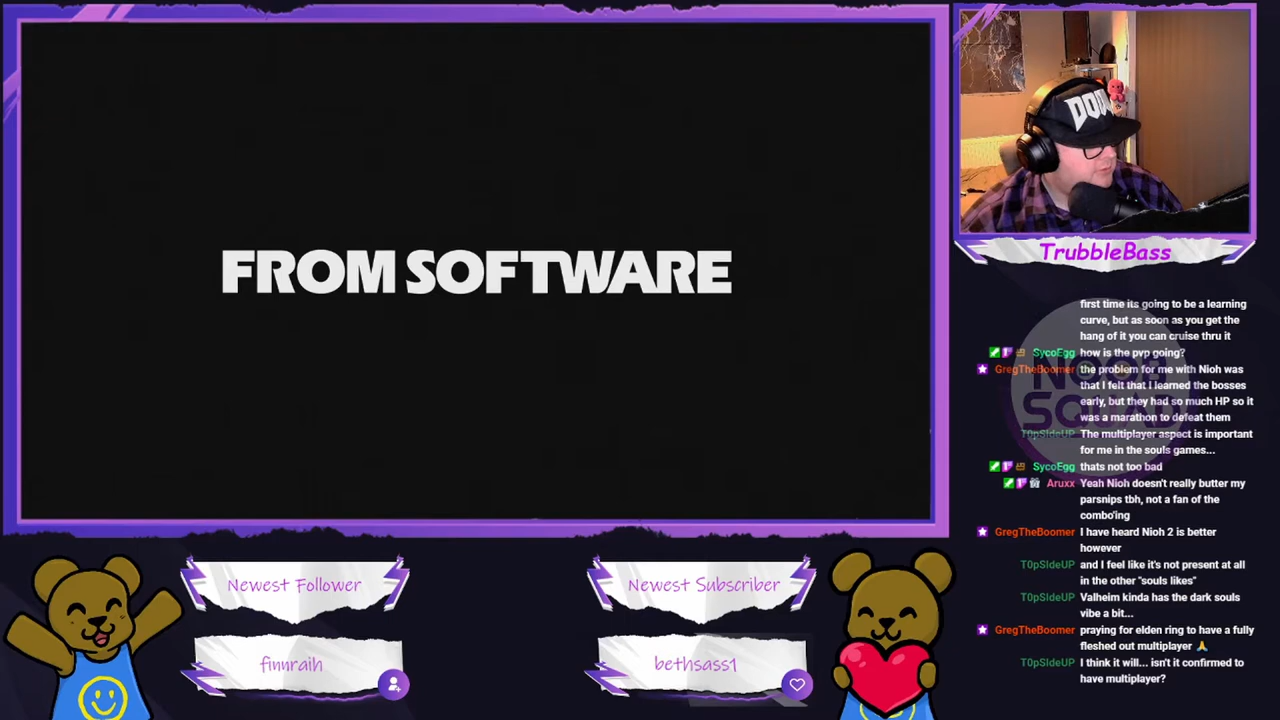 FROM SOFTWARE
DOOM
TrubbleBass
first time its going to be a learning
curve, but as soon as you get the
hang of it you can cruise thru it
SycoEgg how is the pvp going?
GregTheBoomer the problem for me with Nioh was
that I felt that I learned the bosses
early, but they had so much HP so it
was a marathon to defeat them
T0pSIdeUP The multiplayer aspect is important
for me in the souls games...
SycoEgg thats not too bad
Aruxx Yeah Nioh doesn't really butter my
parsnips tbh, not a fan of the
combo'ing
GregTheBoomer I have heard Nioh 2 is better
however
T0pSIdeUP and I feel like it's not present at all
in the other "souls likes"
T0pSIdeUP Valheim kinda has the dark souls
vibe a bit...
GregTheBoomer praying for elden ring to have a fully
fleshed out multiplayer 🙏
T0pSIdeUP I think it will... isn't it confirmed to
have multiplayer?
NOOB
SQUAD
Newest Follower
finnraih
Newest Subscriber
bethsass1